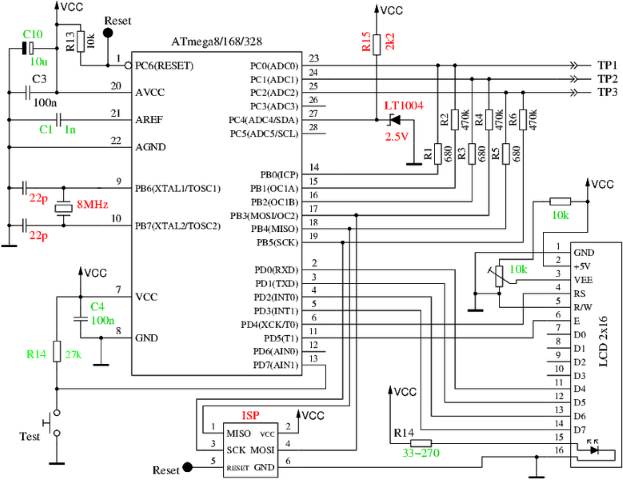 VCC
Reset
C10
10u
R13
10k
ATmega8/168/328
VCC
R15
2k2
1
PC6(RESET)
C3
100n
20
AVCC
C1
1n
21
AREF
22
AGND
9
PB6(XTAL1/TOSC1)
22p
8MHz
10
PB7(XTAL2/TOSC2)
22p
VCC
7
VCC
C4
100n
8
GND
R14
27k
Test
PC0(ADC0)
23
TP1
PC1(ADC1)
24
TP2
PC2(ADC2)
25
TP3
PC3(ADC3)
26
PC4(ADC4/SDA)
27
PC5(ADC5/SCL)
28
LT1004
2.5V
R1
680
R2
470k
R3
680
R4
470k
R5
680
R6
470k
PB0(ICP)
14
PB1(OC1A)
15
PB2(OC1B)
16
PB3(MOSI/OC2)
17
PB4(MISO)
18
PB5(SCK)
19
PD0(RXD)
2
PD1(TXD)
3
PD2(INT0)
4
PD3(INT1)
5
PD4(XCK/T0)
6
PD5(T1)
11
PD6(AIN0)
12
PD7(AIN1)
13
VCC
10k
10k
LCD 2x16
1
GND
2
+5V
3
VEE
4
RS
5
R/W
6
E
7
D0
8
D1
9
D2
10
D3
11
D4
12
D5
13
D6
14
D7
15
16
VCC
R14
33-270
ISP
1
MISO
VCC
2
VCC
3
SCK
MOSI
4
Reset
5
RESET
GND
6